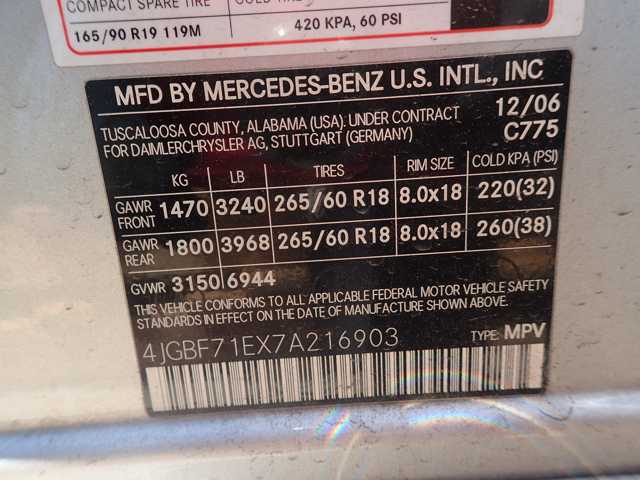 COMPACT SPARE TIRE
165/90 R19 119M 420 KPA, 60 PSI
MFD BY MERCEDES-BENZ U.S. INTL., INC
TUSCALOOSA COUNTY, ALABAMA (USA). UNDER CONTRACT 12/06
FOR DAIMLERCHRYSLER AG, STUTTGART (GERMANY) C775
KG LB TIRES RIM SIZE COLD KPA (PSI)
GAWR FRONT 1470 3240 265/60 R18 8.0x18 220(32)
GAWR REAR 1800 3968 265/60 R18 8.0x18 260(38)
GVWR 3150 6944
THIS VEHICLE CONFORMS TO ALL APPLICABLE FEDERAL MOTOR VEHICLE SAFETY
STANDARDS IN EFFECT ON THE DATE OF MANUFACTURE SHOWN ABOVE.
4JGBF71EX7A216903 TYPE: MPV